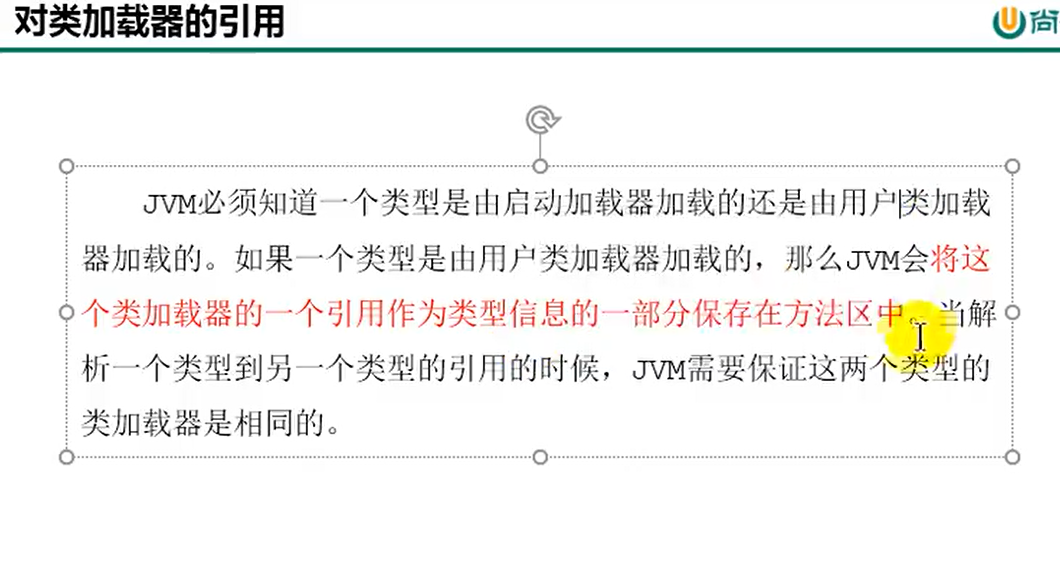 对类加载器的引用
尚
JVM必须知道一个类型是由启动加载器加载的还是由用户类加载
器加载的。如果一个类型是由用户类加载器加载的，那么JVM会将这
个类加载器的一个引用作为类型信息的一部分保存在方法区中。当解
析一个类型到另一个类型的引用的时候，JVM需要保证这两个类型的
类加载器是相同的。